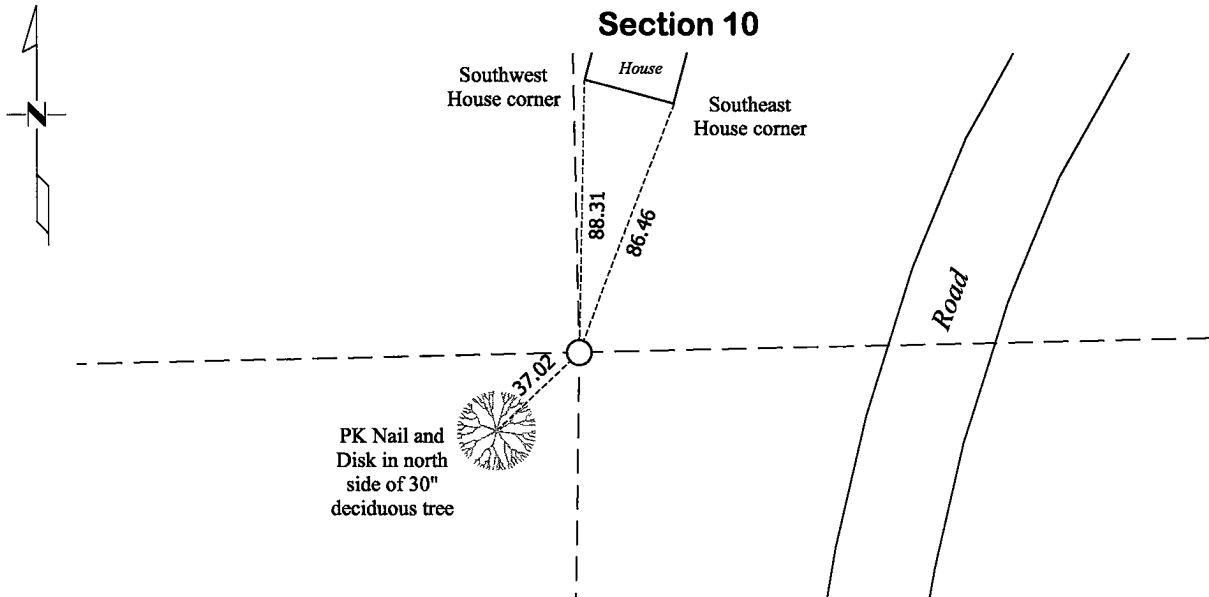 Section 10
N
Southwest
House corner
House
Southeast
House corner
88.31
86.46
Road
37.02
PK Nail and
Disk in north
side of 30"
deciduous tree